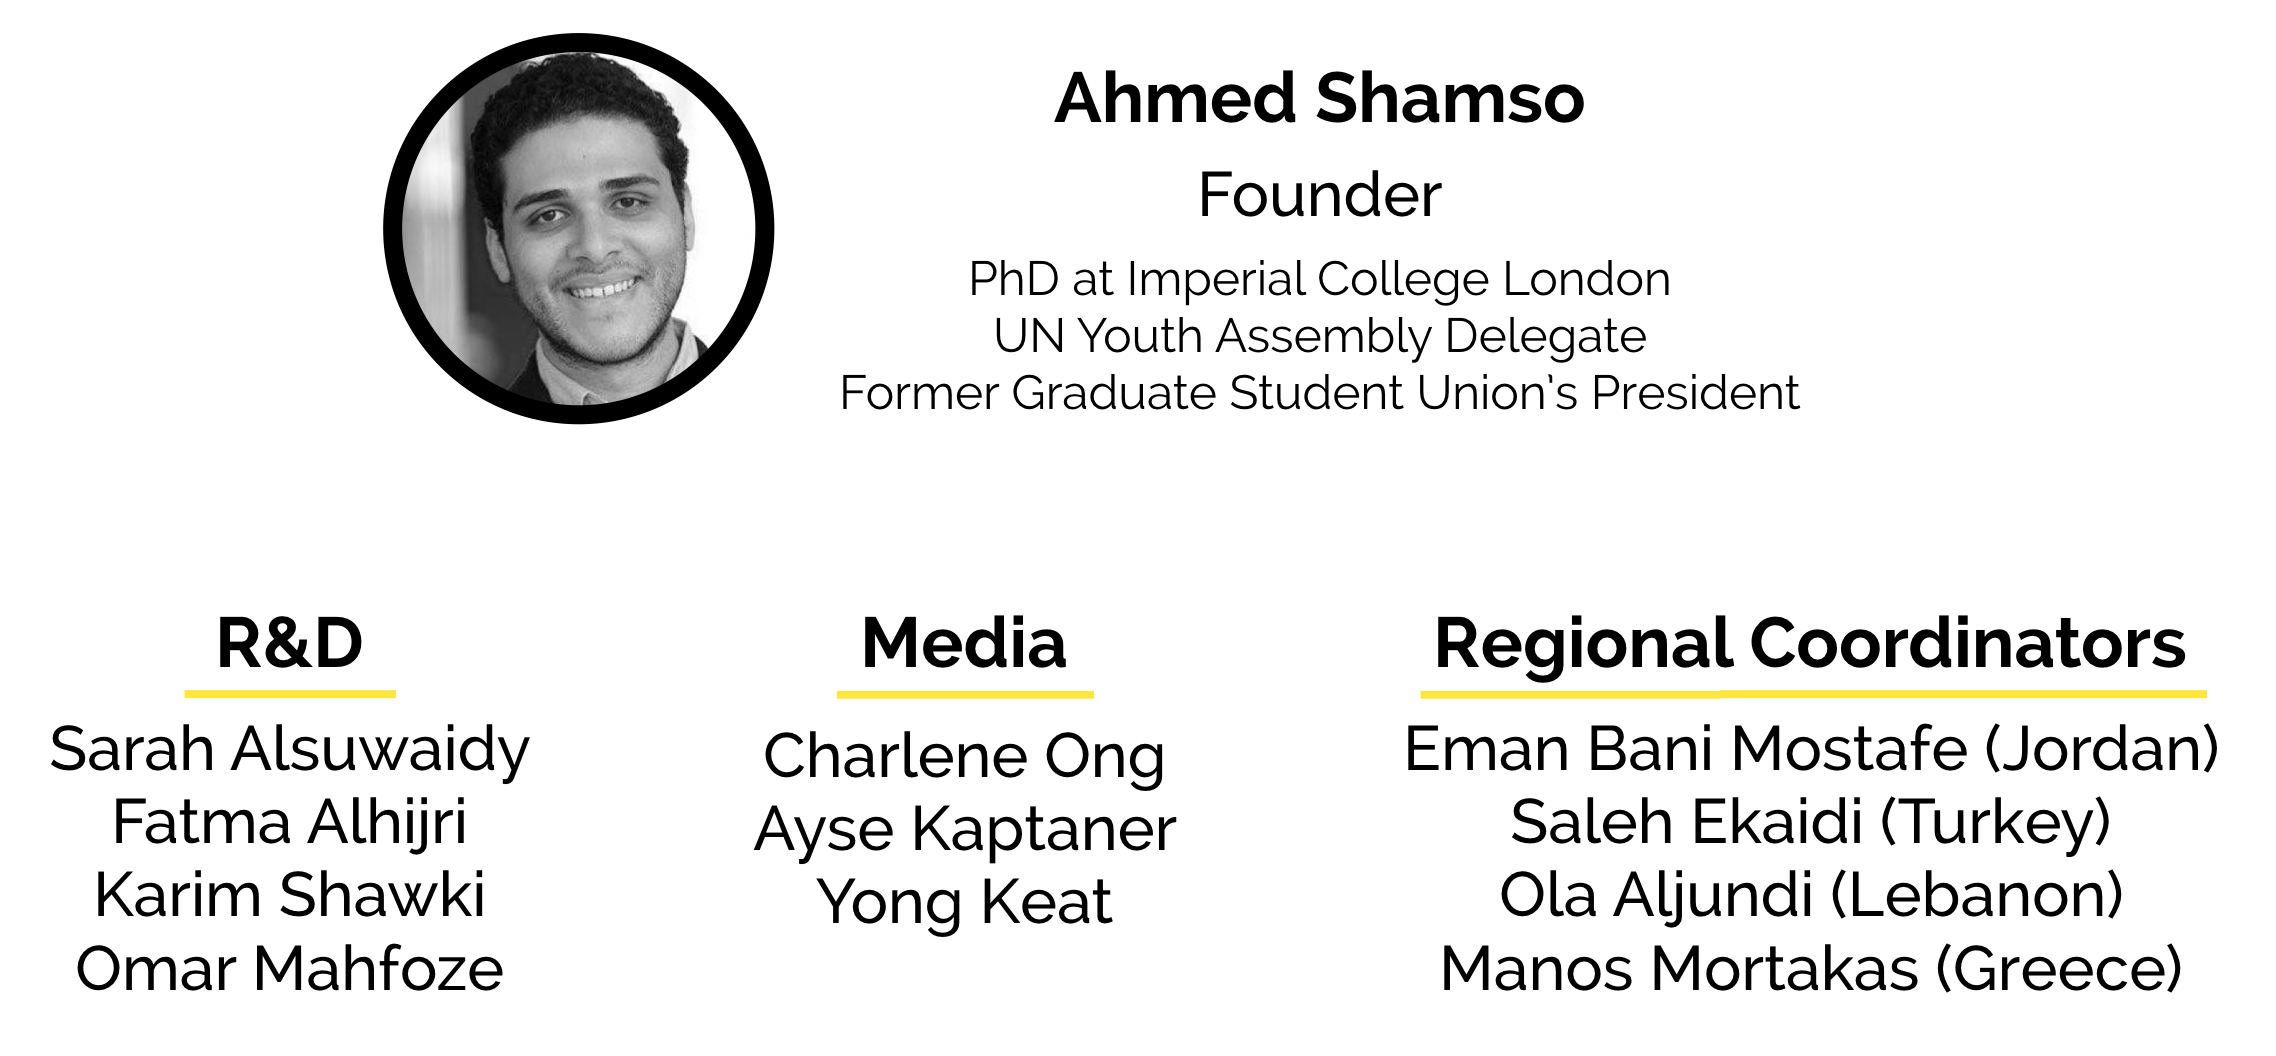 Ahmed Shamso
Founder
PhD at Imperial College London
UN Youth Assembly Delegate
Former Graduate Student Union's President
R&D
Sarah Alsuwaidy
Fatma Alhijri
Karim Shawki
Omar Mahfoze
Media
Charlene Ong
Ayse Kaptaner
Yong Keat
Regional Coordinators
Eman Bani Mostafe (Jordan)
Saleh Ekaidi (Turkey)
Ola Aljundi (Lebanon)
Manos Mortakas (Greece)